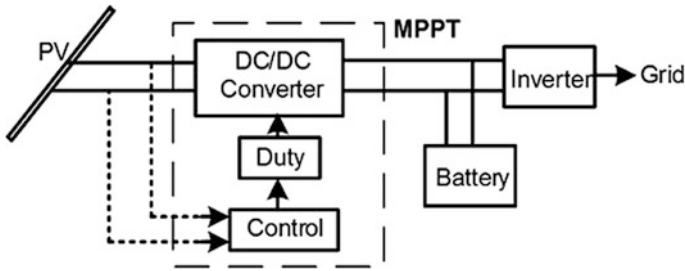 PV
DC/DC
Converter
MPPT
Inverter
Grid
Duty
Battery
Control